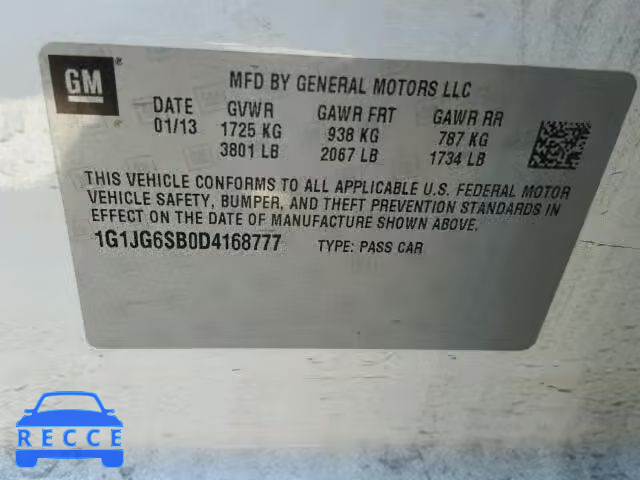 GM
MFD BY GENERAL MOTORS LLC
DATE GVWR GAWR FRT GAWR RR
01/13 1725 KG 938 KG 787 KG
3801 LB 2067 LB 1734 LB
THIS VEHICLE CONFORMS TO ALL APPLICABLE U.S. FEDERAL MOTOR
VEHICLE SAFETY, BUMPER, AND THEFT PREVENTION STANDARDS IN
EFFECT ON THE DATE OF MANUFACTURE SHOWN ABOVE.
1G1JG6SB0D4168777 TYPE: PASS CAR
RECCE